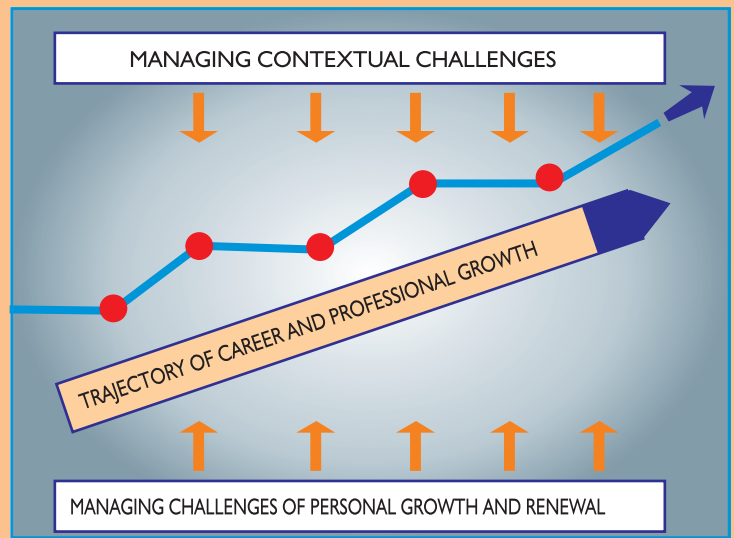 MANAGING CONTEXTUAL CHALLENGES
TRAJECTORY OF CAREER AND PROFESSIONAL GROWTH
MANAGING CHALLENGES OF PERSONAL GROWTH AND RENEWAL